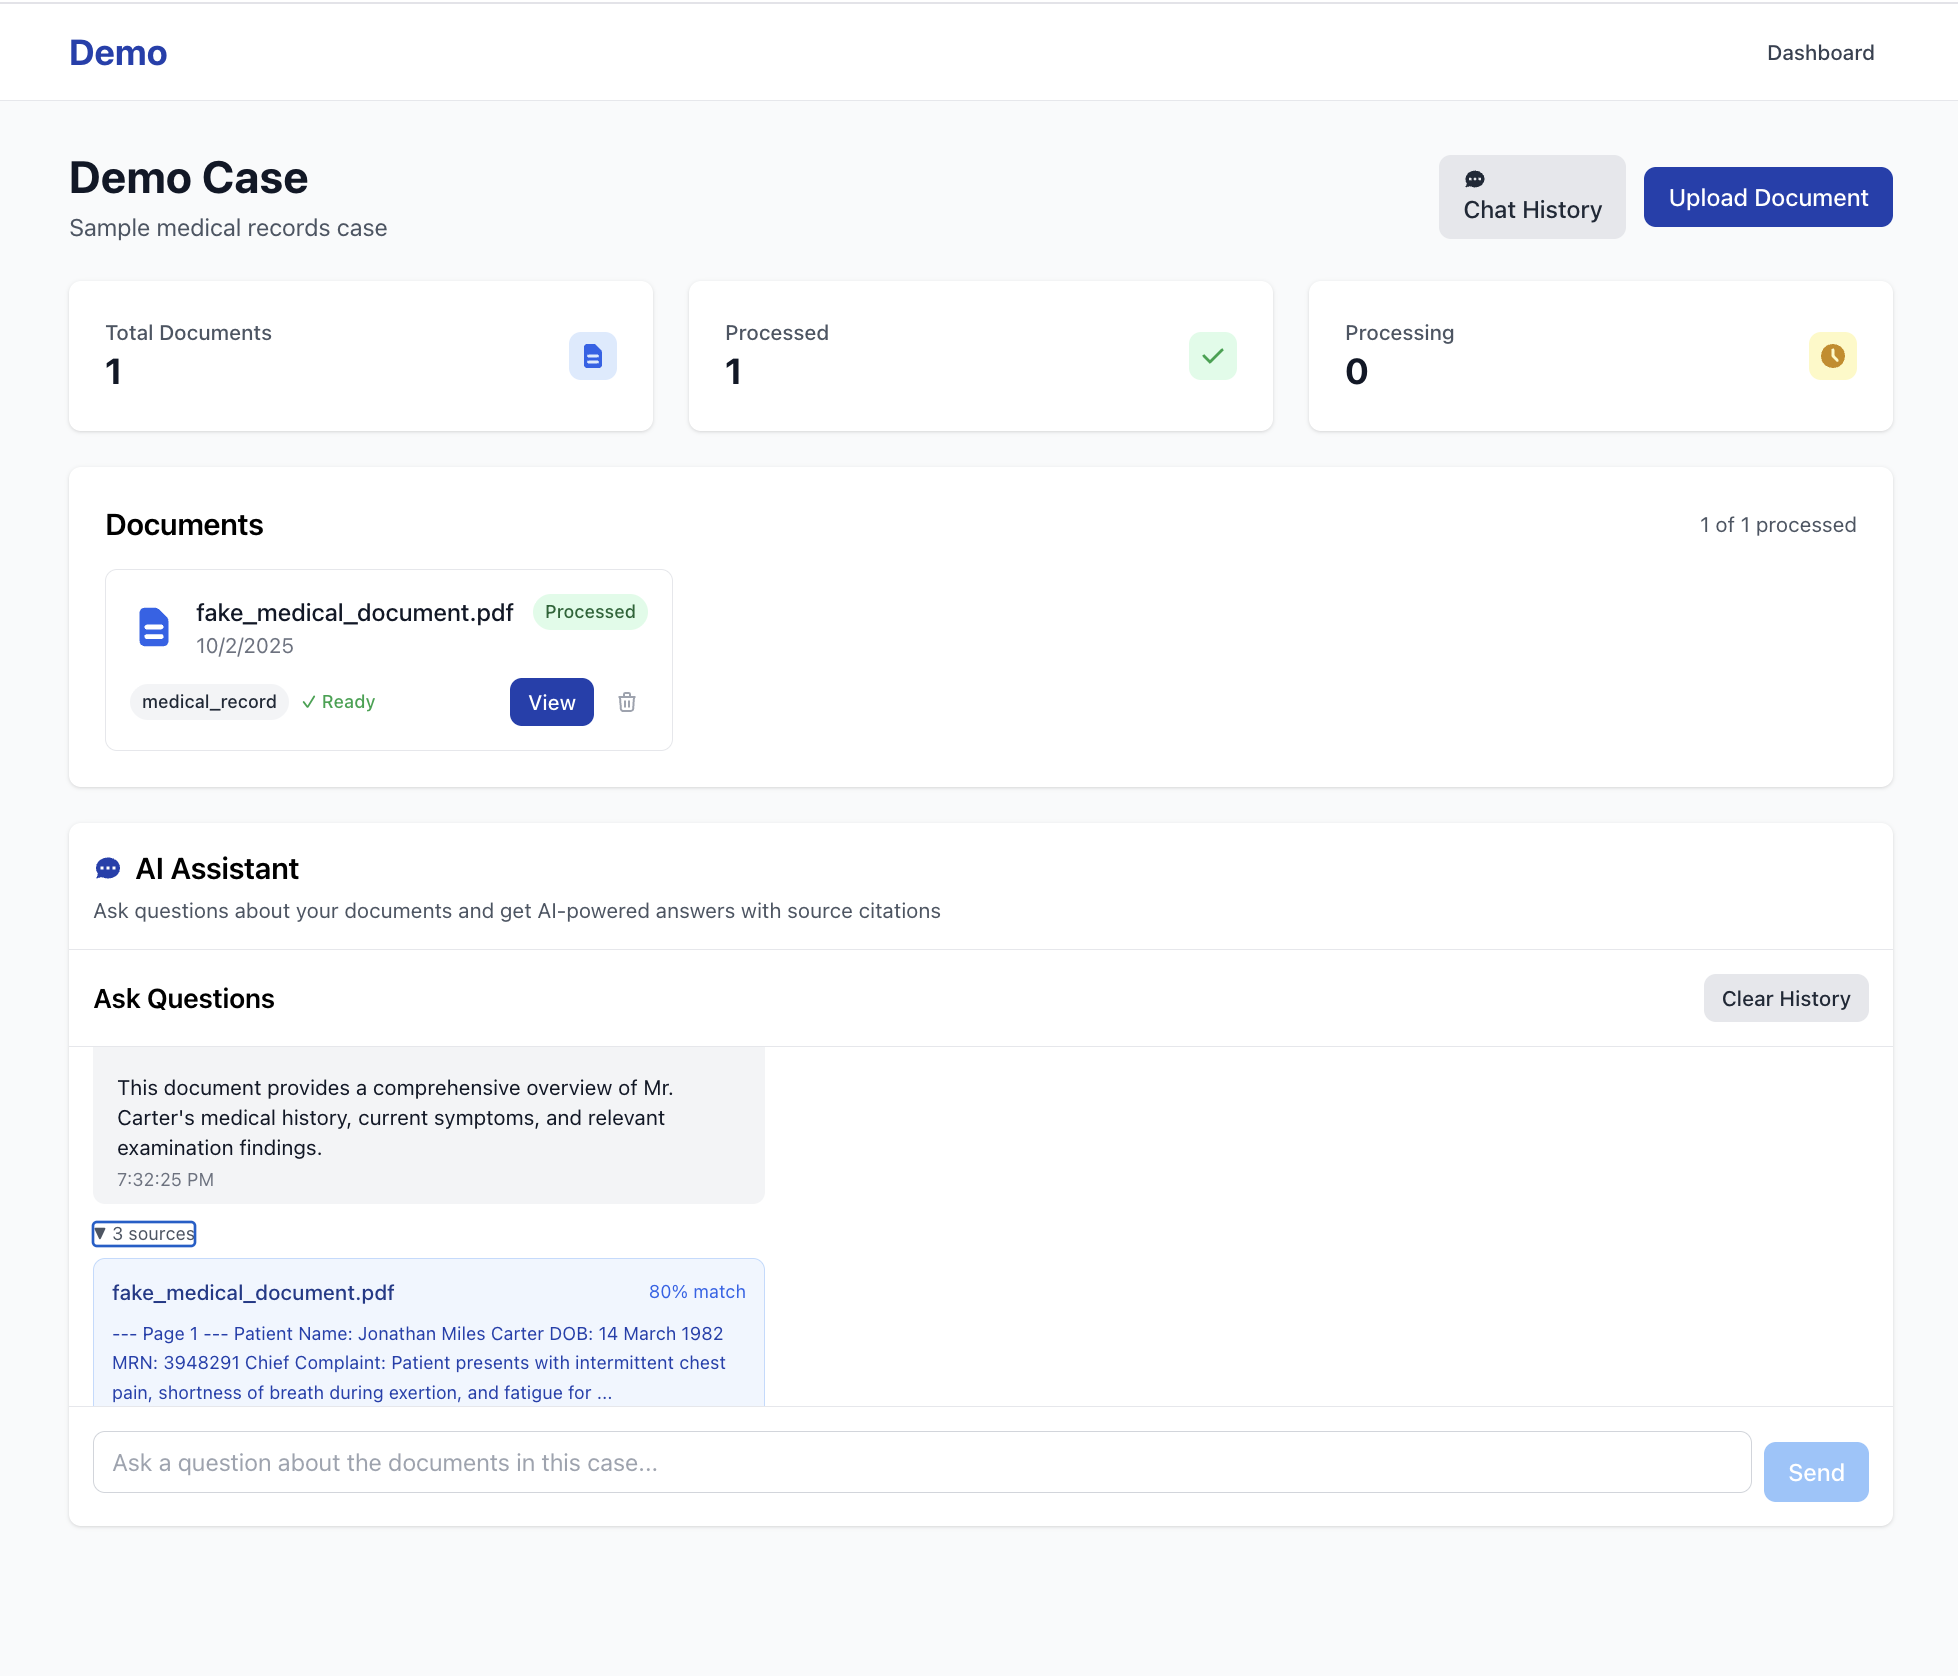 Demo
Dashboard
Demo Case
Sample medical records case
Chat History
Upload Document
Total Documents
1
Processed
1
Processing
0
Documents
1 of 1 processed
fake_medical_document.pdf
Processed
10/2/2025
medical_record
✓ Ready
View
AI Assistant
Ask questions about your documents and get AI-powered answers with source citations
Ask Questions
Clear History
This document provides a comprehensive overview of Mr.
Carter's medical history, current symptoms, and relevant
examination findings.
7:32:25 PM
▼ 3 sources
fake_medical_document.pdf
80% match
--- Page 1 --- Patient Name: Jonathan Miles Carter DOB: 14 March 1982
MRN: 3948291 Chief Complaint: Patient presents with intermittent chest
pain, shortness of breath during exertion, and fatigue for ...
Ask a question about the documents in this case...
Send